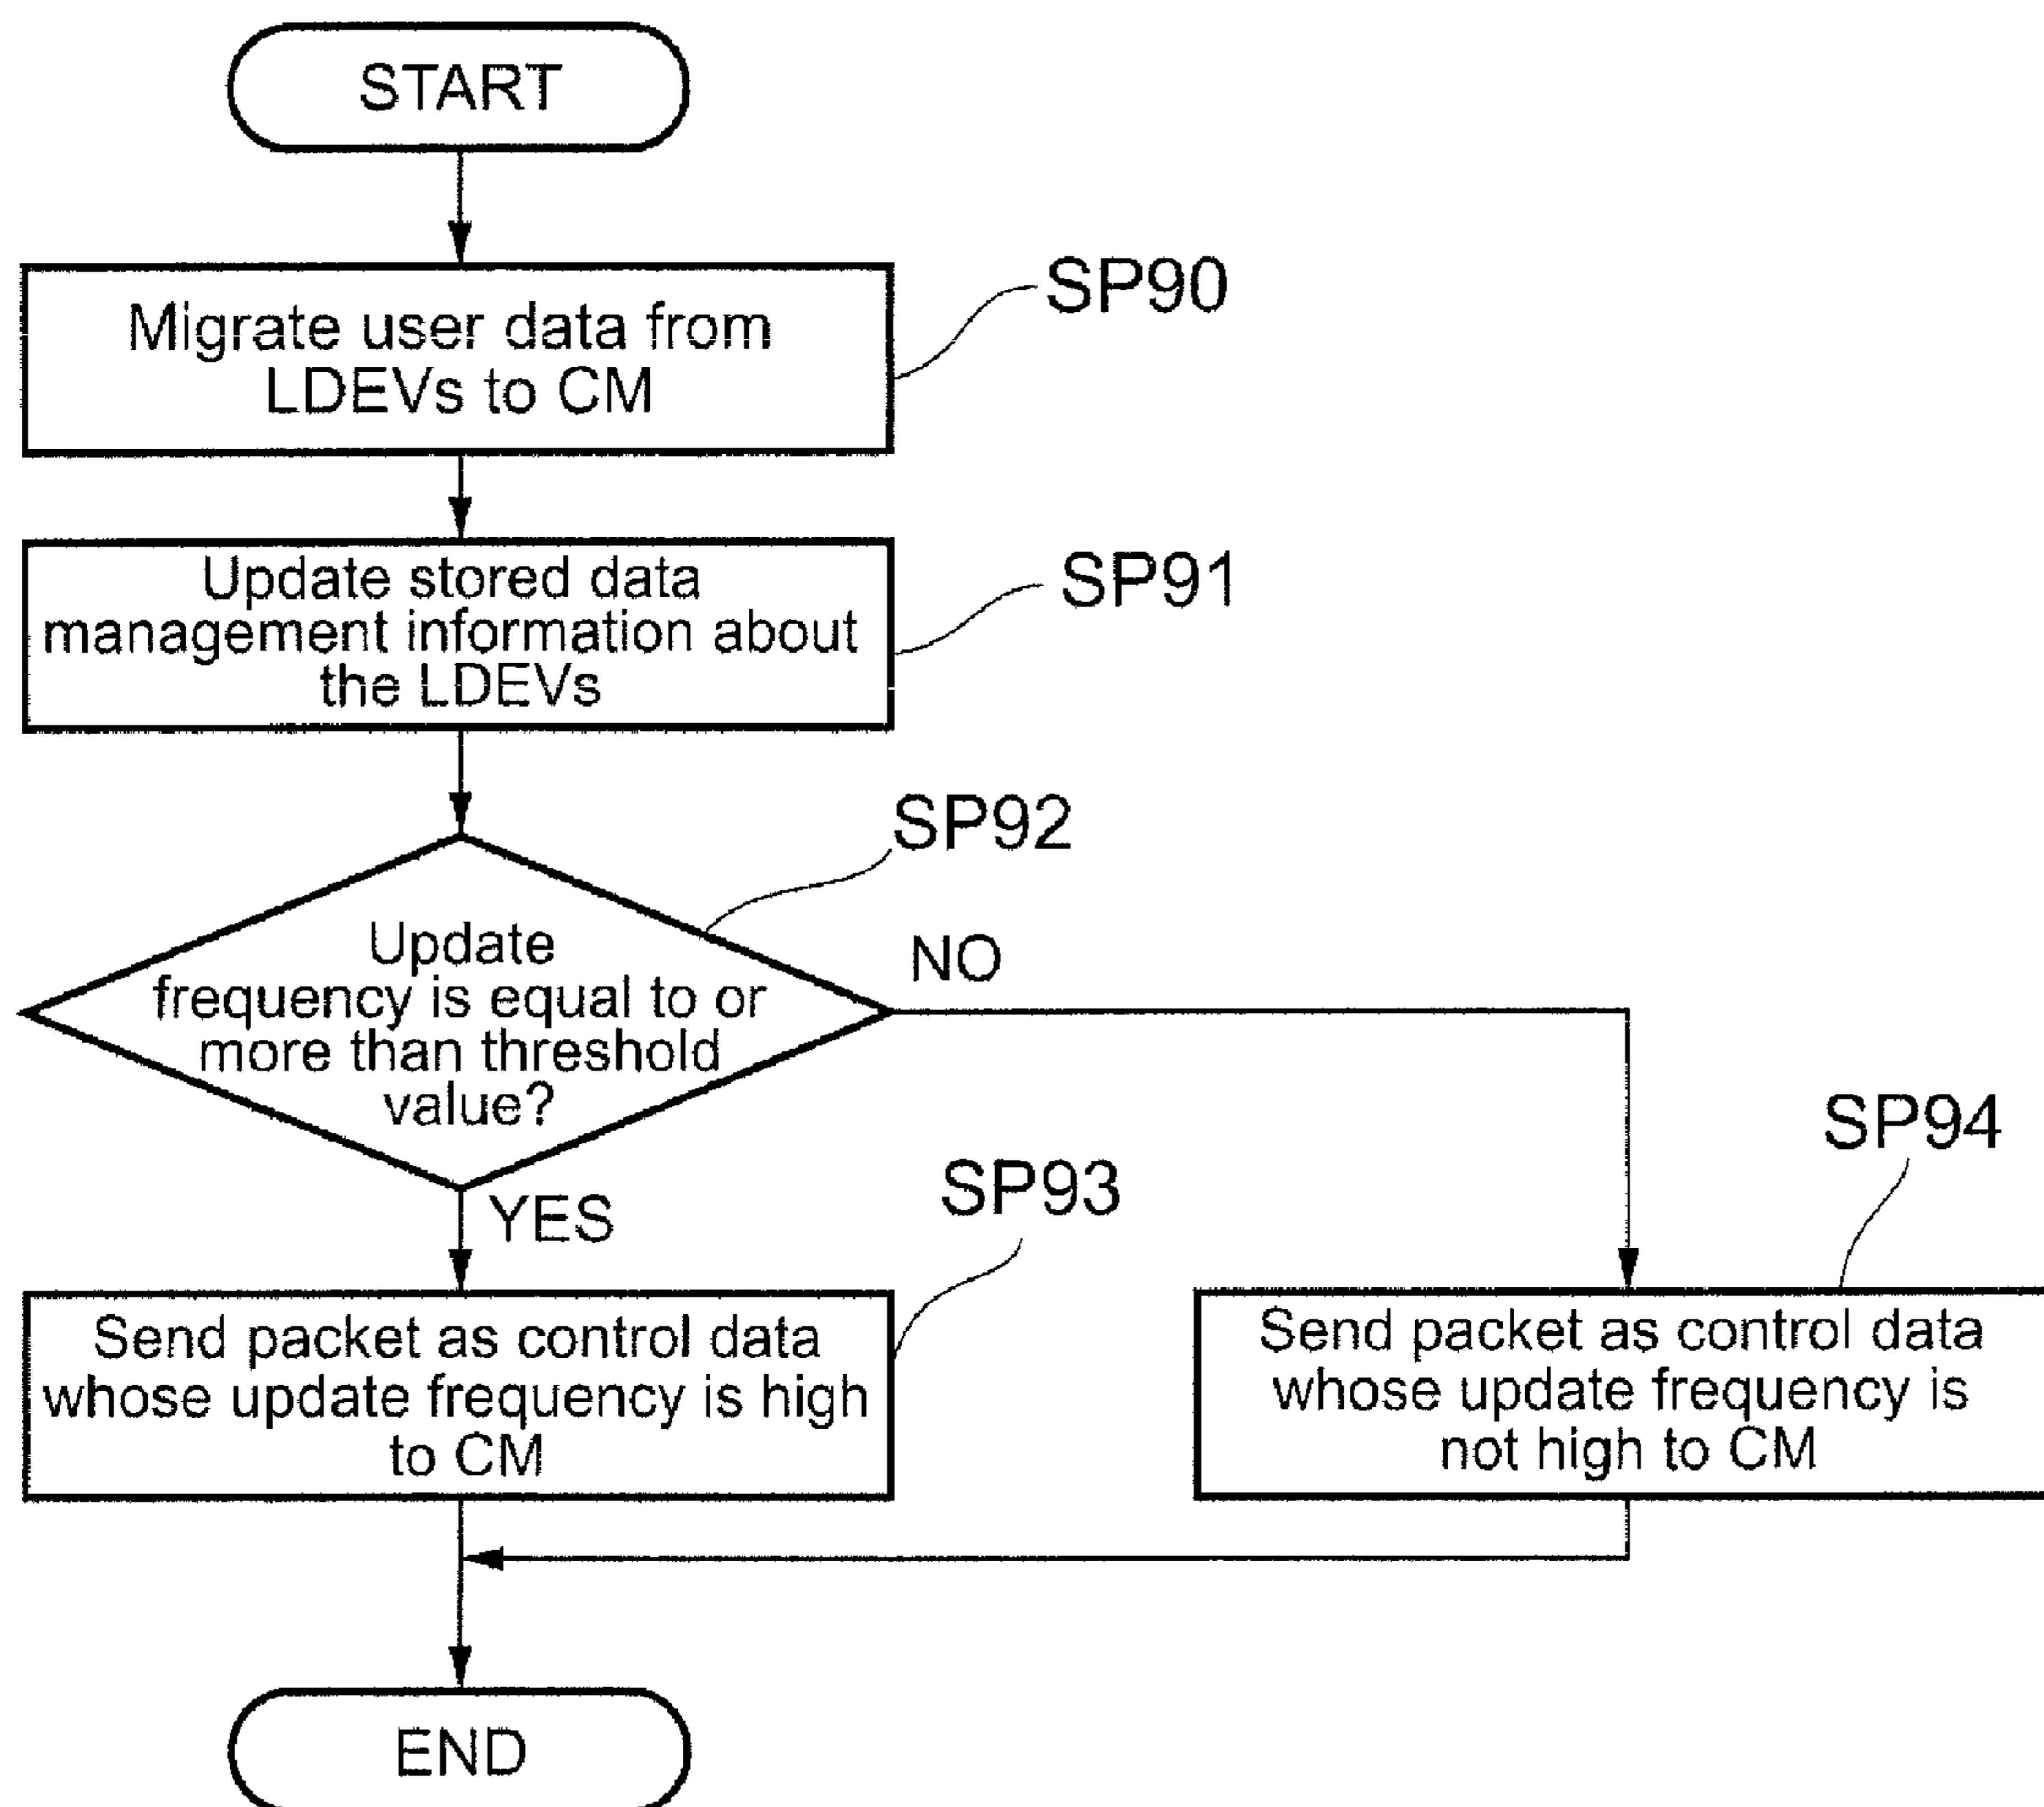 START
Migrate user data from
LDEVs to CM
SP90
Update stored data
management information about
the LDEVs
SP91
SP92
Update
frequency is equal to or
more than threshold
value?
NO
YES
SP93
SP94
Send packet as control data
whose update frequency is high
to CM
Send packet as control data
whose update frequency is
not high to CM
END